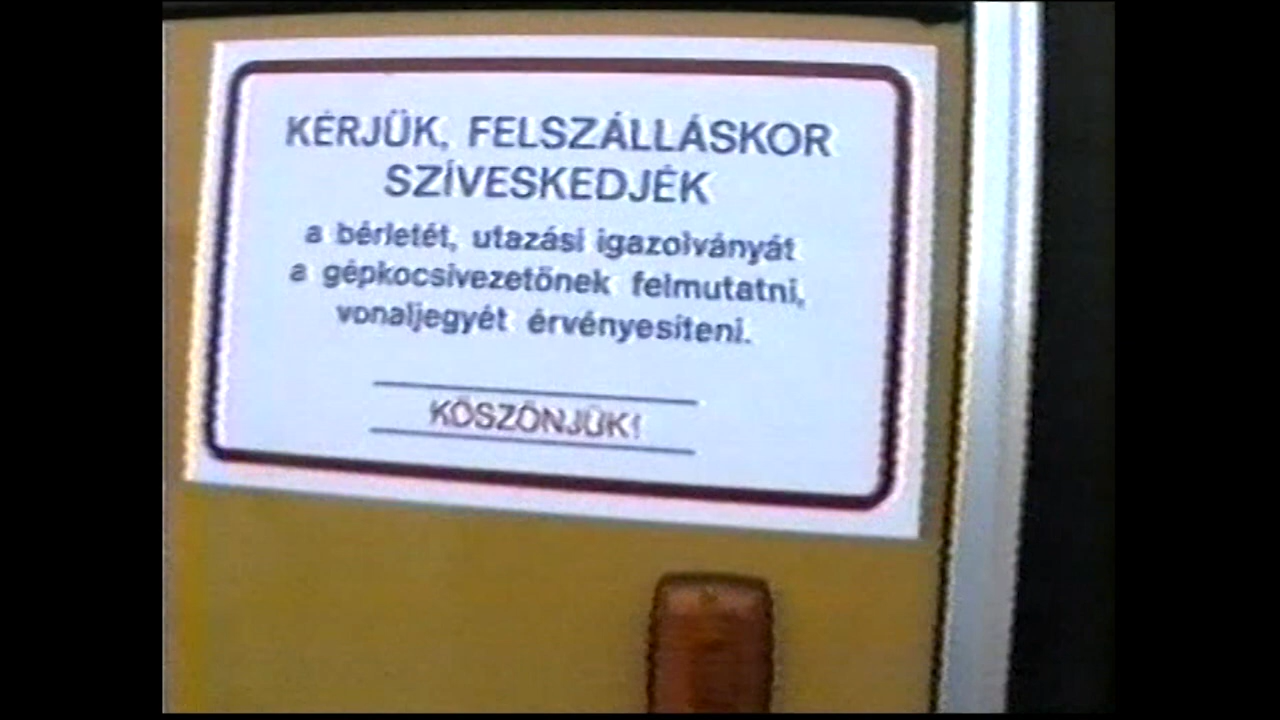 KÉRJÜK, FELSZÁLLÁSKOR
SZÍVESKEDJÉK
a bérletét, utazási igazolványát
a gépkocsivezetőnek felmutatni,
vonaljegyét érvényesíteni.
KÖSZÖNJÜK!